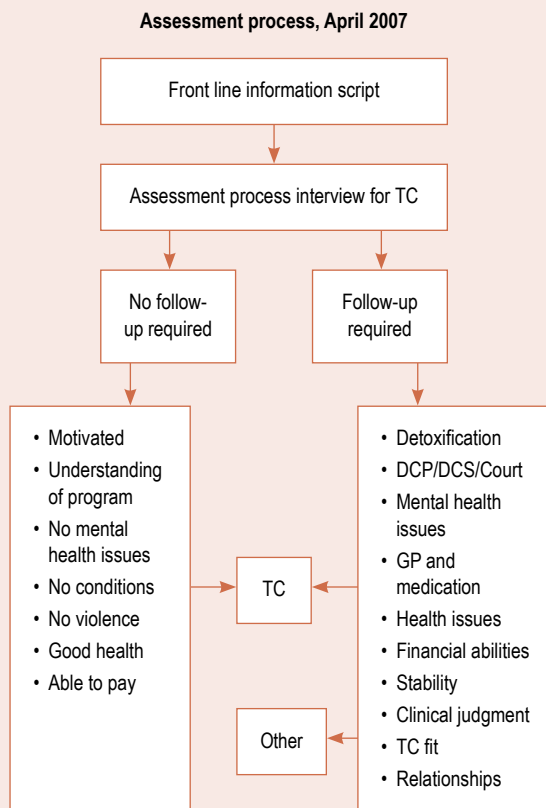 Assessment process, April 2007
Front line information script
Assessment process interview for TC
No follow-
up required
Follow-up
required
• Motivated
• Understanding
of program
• No mental
health issues
• No conditions
• No violence
• Good health
• Able to pay
TC
Other
• Detoxification
• DCP/DCS/Court
• Mental health
issues
• GP and
medication
• Health issues
• Financial abilities
• Stability
• Clinical judgment
• TC fit
• Relationships